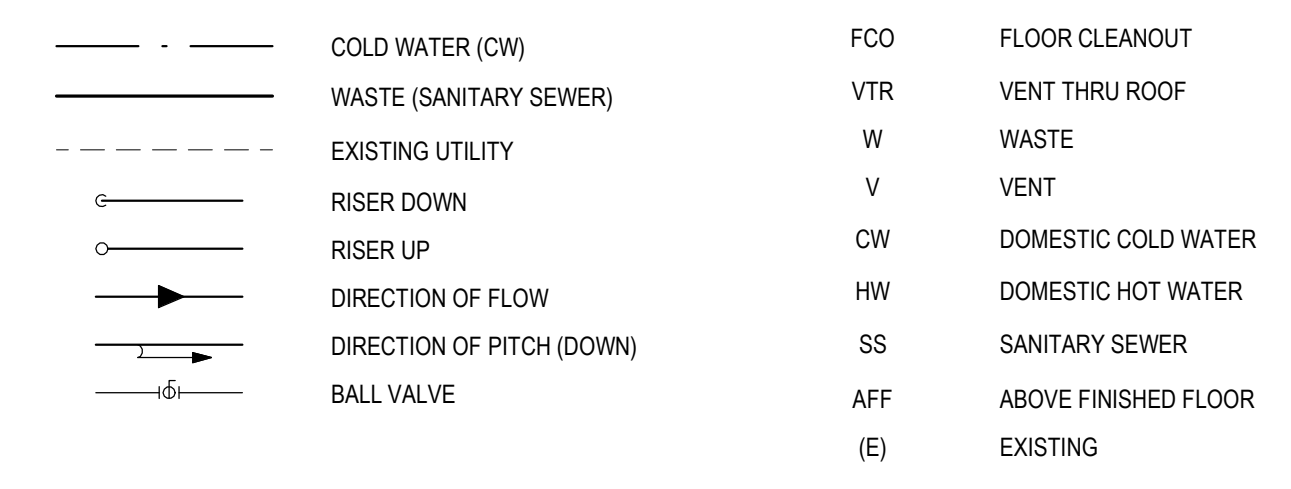 COLD WATER (CW)
WASTE (SANITARY SEWER)
EXISTING UTILITY
RISER DOWN
RISER UP
DIRECTION OF FLOW
DIRECTION OF PITCH (DOWN)
BALL VALVE
FCO FLOOR CLEANOUT
VTR VENT THRU ROOF
W WASTE
V VENT
CW DOMESTIC COLD WATER
HW DOMESTIC HOT WATER
SS SANITARY SEWER
AFF ABOVE FINISHED FLOOR
(E) EXISTING